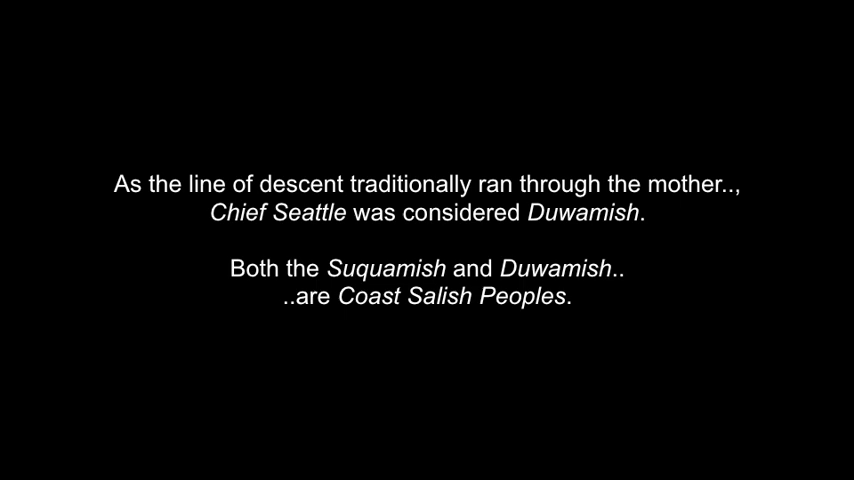 As the line of descent traditionally ran through the mother..,
Chief Seattle was considered Duwamish.
Both the Suquamish and Duwamish..
..are Coast Salish Peoples.